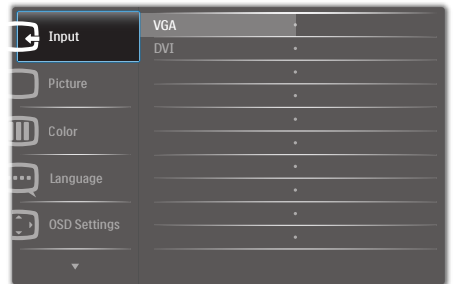 Input
Picture
Color
Language
OSD Settings
VGA
DVI